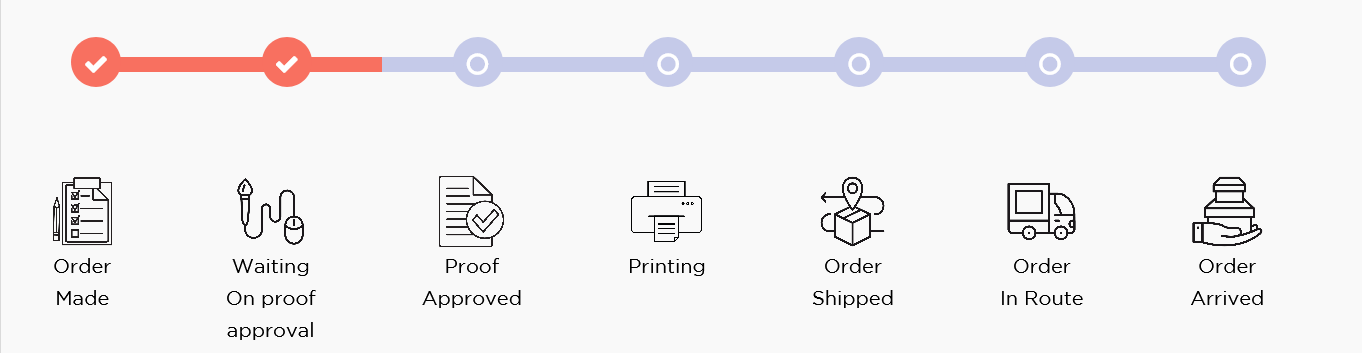 Order
Made
Waiting
On proof
approval
Proof
Approved
Printing
Order
Shipped
Order
In Route
Order
Arrived